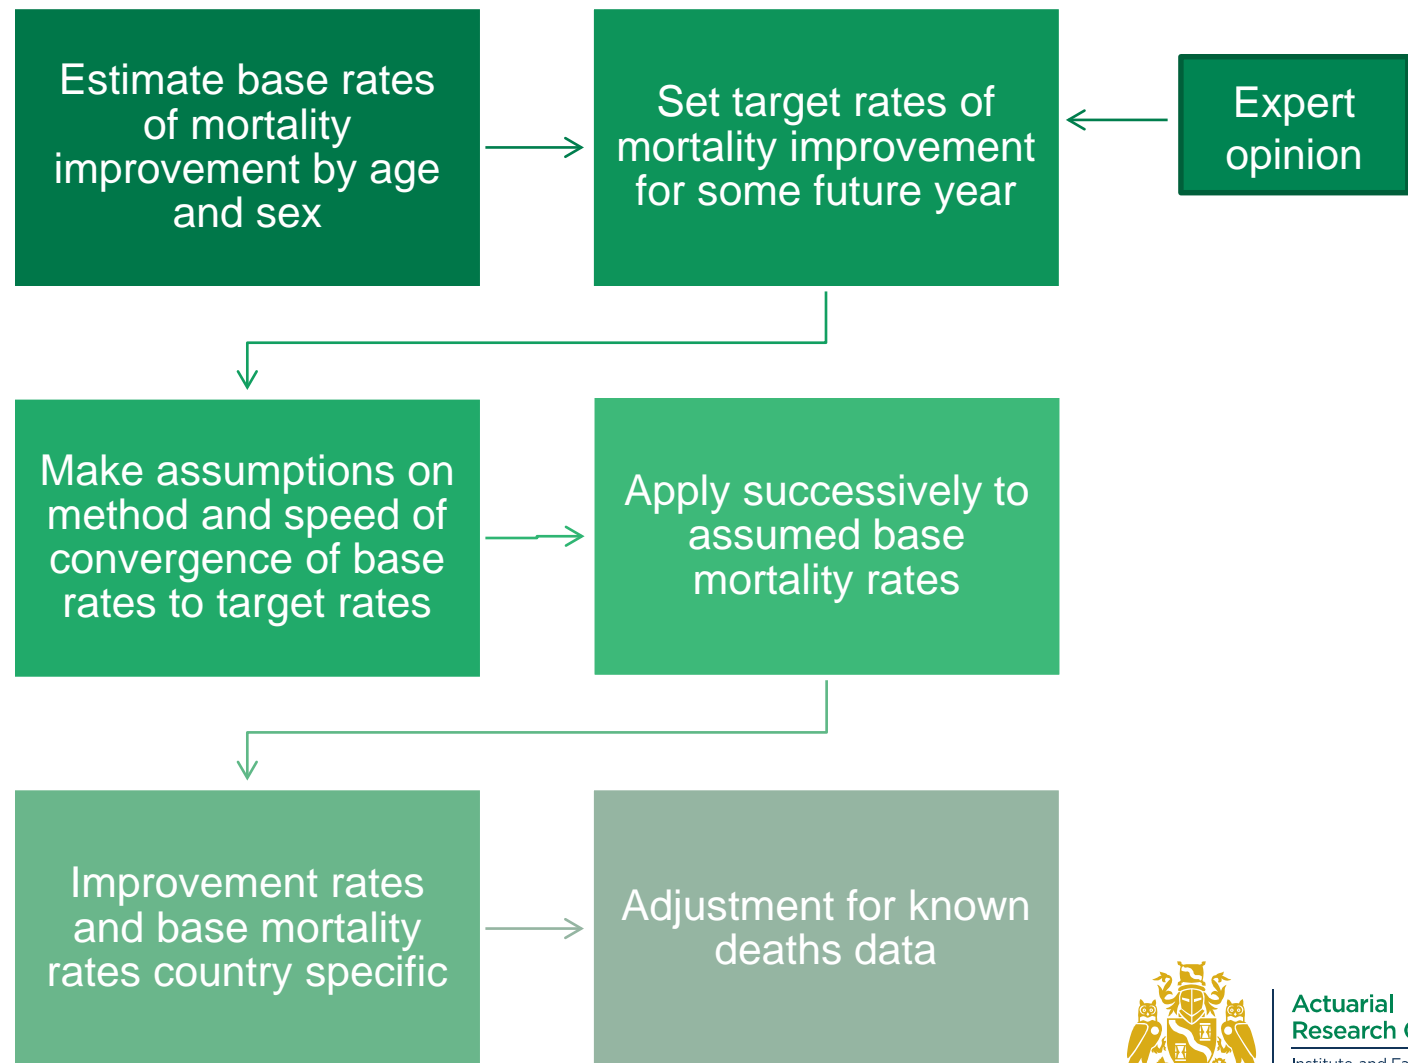 Estimate base rates
of mortality
improvement by age
and sex
Set target rates of
mortality improvement
for some future year
Expert
opinion
Make assumptions on
method and speed of
convergence of base
rates to target rates
Apply successively to
assumed base
mortality rates
Improvement rates
and base mortality
rates country specific
Adjustment for known
deaths data
Actuarial
Research
Institute and